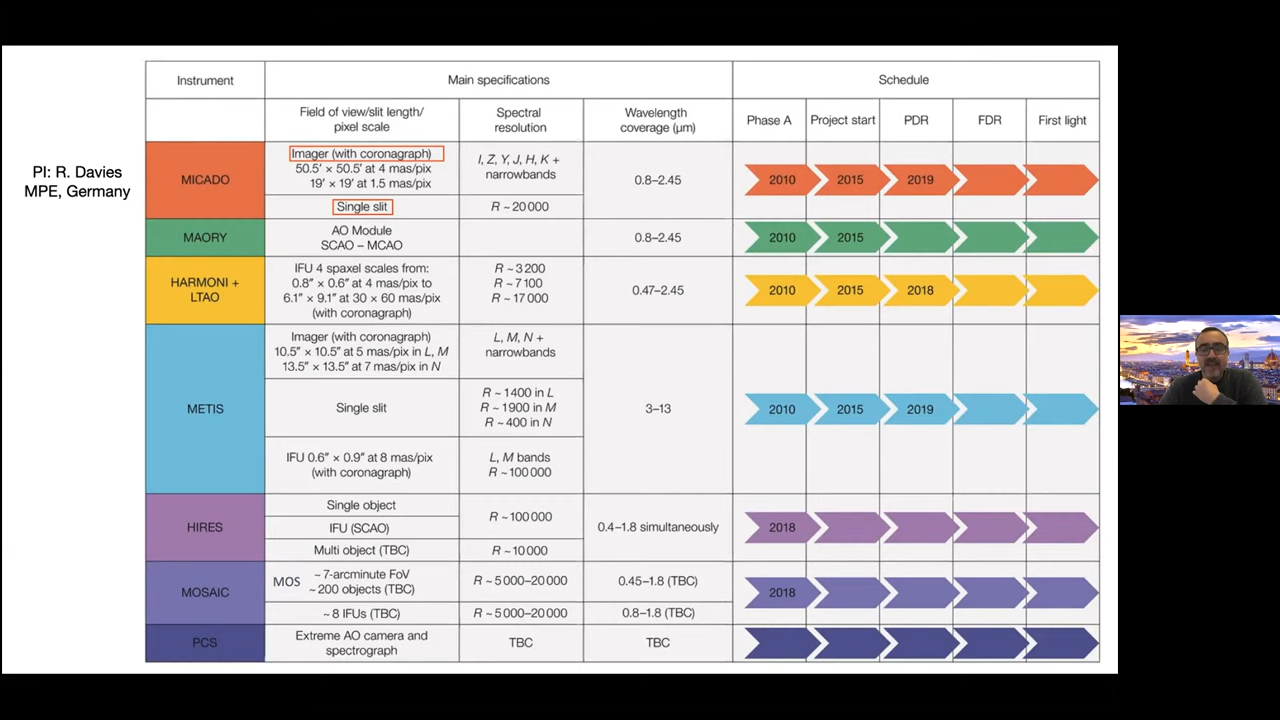 Instrument
Main specifications
Schedule
Field of view/slit length/
pixel scale
Spectral
resolution
Wavelength
coverage (µm)
Phase A
Project start
PDR
FDR
First light
PI: R. Davies
MPE, Germany
MICADO
Imager (with coronagraph)
50.5′ × 50.5′ at 4 mas/pix
19′ × 19′ at 1.5 mas/pix
I, Z, Y, J, H, K +
narrowbands
0.8–2.45
2010
2015
2019
Single slit
R ~ 20 000
MAORY
AO Module
SCAO – MCAO
0.8–2.45
2010
2015
HARMONI +
LTAO
IFU 4 spaxel scales from:
0.8″ × 0.6″ at 4 mas/pix to
6.1″ × 9.1″ at 30 × 60 mas/pix
(with coronagraph)
R ~ 3 200
R ~ 7 100
R ~ 17 000
0.47–2.45
2010
2015
2018
METIS
Imager (with coronagraph)
10.5″ × 10.5″ at 5 mas/pix in L, M
13.5″ × 13.5″ at 7 mas/pix in N
L, M, N +
narrowbands
Single slit
R ~ 1400 in L
R ~ 1900 in M
R ~ 400 in N
3–13
2010
2015
2019
IFU 0.6″ × 0.9″ at 8 mas/pix
(with coronagraph)
L, M bands
R ~ 100 000
HIRES
Single object
IFU (SCAO)
Multi object (TBC)
R ~ 100 000
R ~ 10 000
0.4–1.8 simultaneously
2018
MOSAIC
MOS
~ 7-arcminute FoV
~ 200 objects (TBC)
R ~ 5 000–20 000
0.45–1.8 (TBC)
2018
~ 8 IFUs (TBC)
R ~ 5 000–20 000
0.8–1.8 (TBC)
PCS
Extreme AO camera and
spectrograph
TBC
TBC